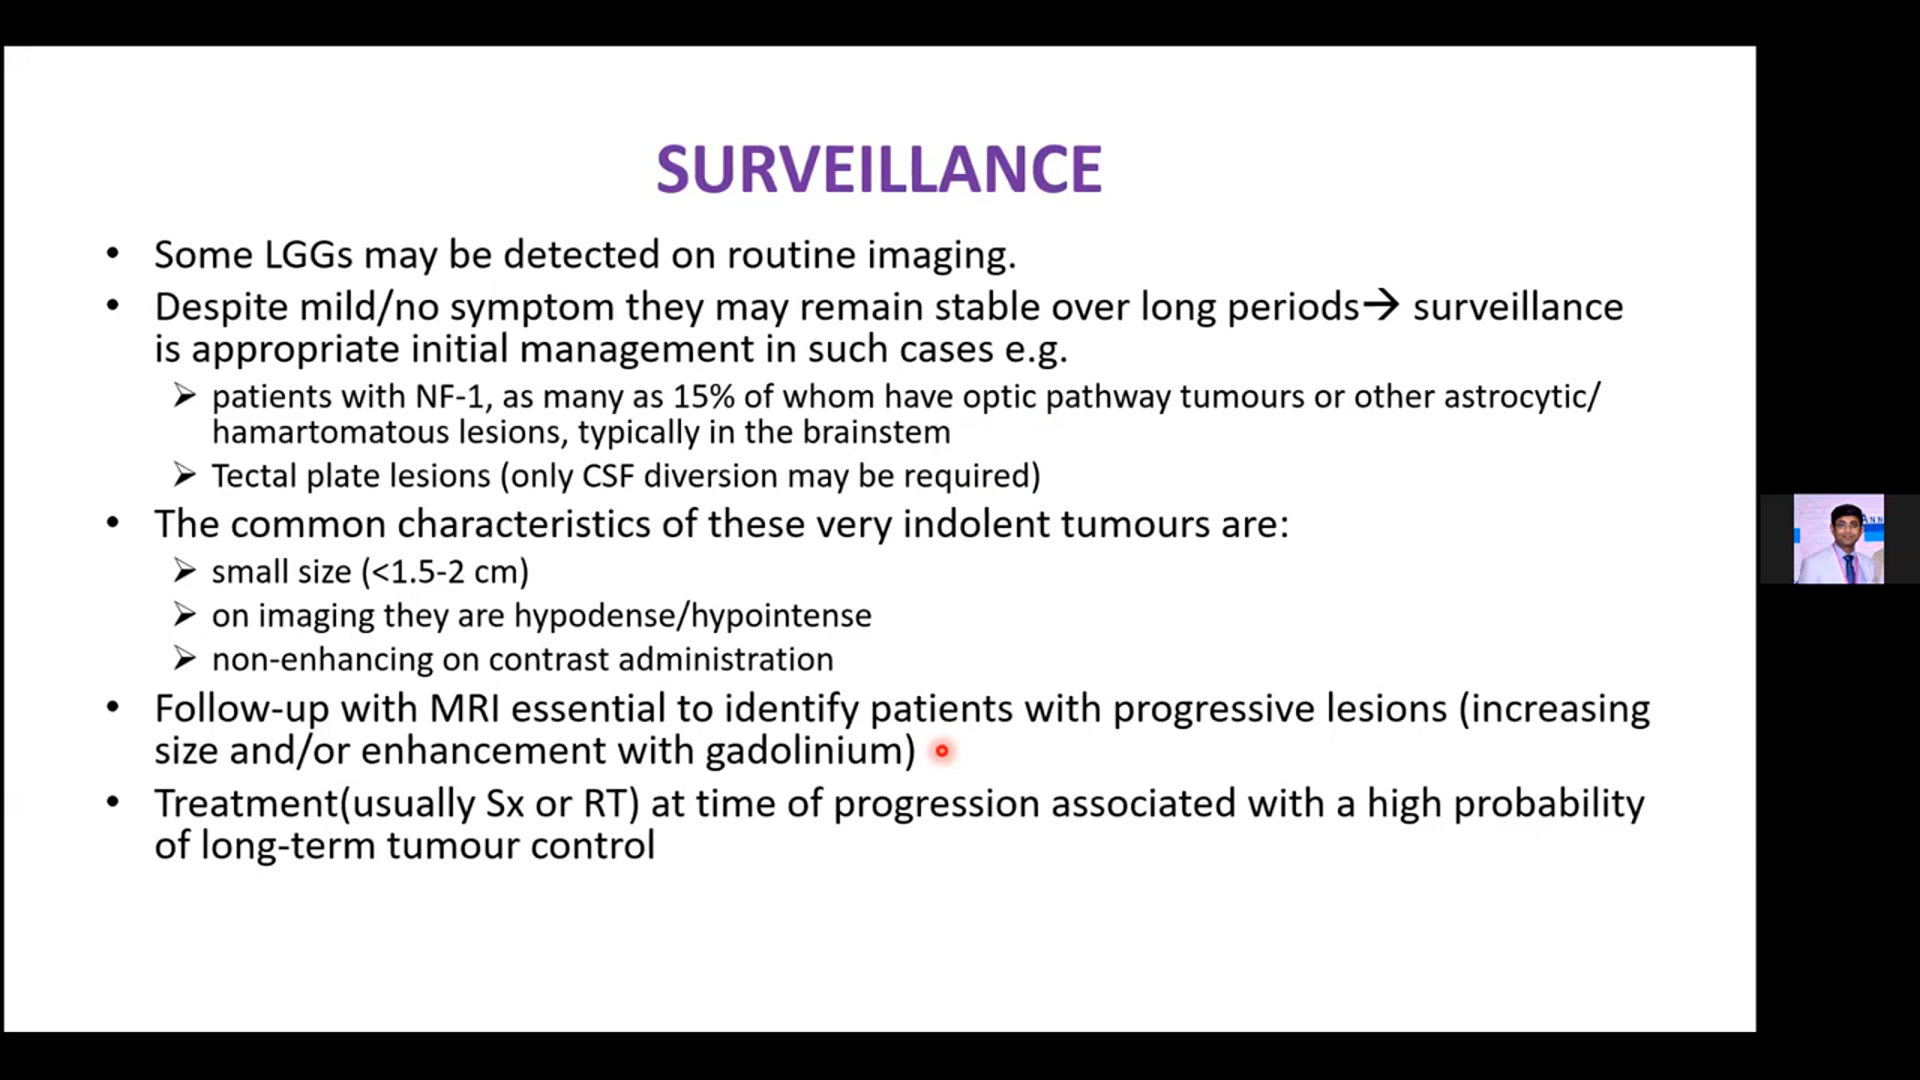 SURVEILLANCE
• Some LGGs may be detected on routine imaging.
• Despite mild/no symptom they may remain stable over long periods→ surveillance
is appropriate initial management in such cases e.g.
➢ patients with NF-1, as many as 15% of whom have optic pathway tumours or other astrocytic/
hamartomatous lesions, typically in the brainstem
➢ Tectal plate lesions (only CSF diversion may be required)
• The common characteristics of these very indolent tumours are:
➢ small size (<1.5-2 cm)
➢ on imaging they are hypodense/hypointense
➢ non-enhancing on contrast administration
• Follow-up with MRI essential to identify patients with progressive lesions (increasing
size and/or enhancement with gadolinium)
• Treatment(usually Sx or RT) at time of progression associated with a high probability
of long-term tumour control